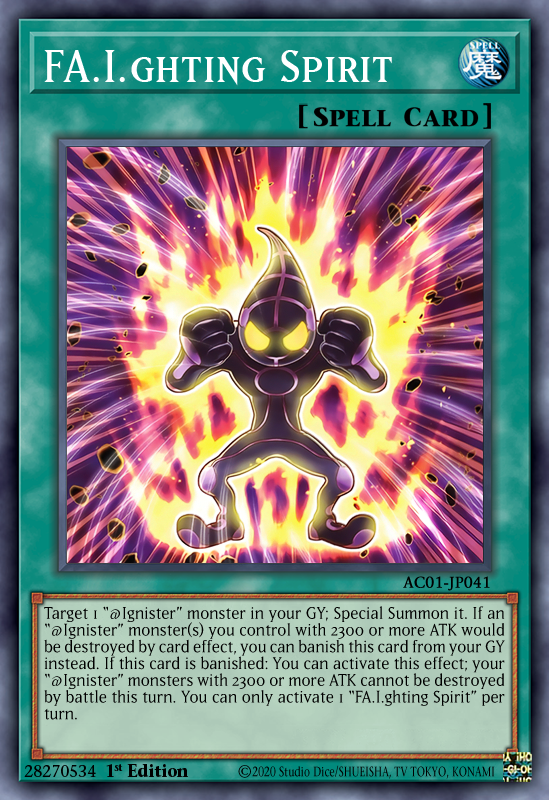 FA.I.ghting Spirit
SPELL
魔
[Spell Card]
AC01-JP041
Target 1 "@Ignister" monster in your GY; Special Summon it. If an
"@Ignister" monster(s) you control with 2300 or more ATK would
be destroyed by card effect, you can banish this card from your GY
instead. If this card is banished: You can activate this effect; your
"@Ignister" monsters with 2300 or more ATK cannot be destroyed
by battle this turn. You can only activate 1 "FA.I.ghting Spirit" per
turn.
28270534 1st Edition ©2020 Studio Dice/SHUEISHA, TV TOKYO, KONAMI